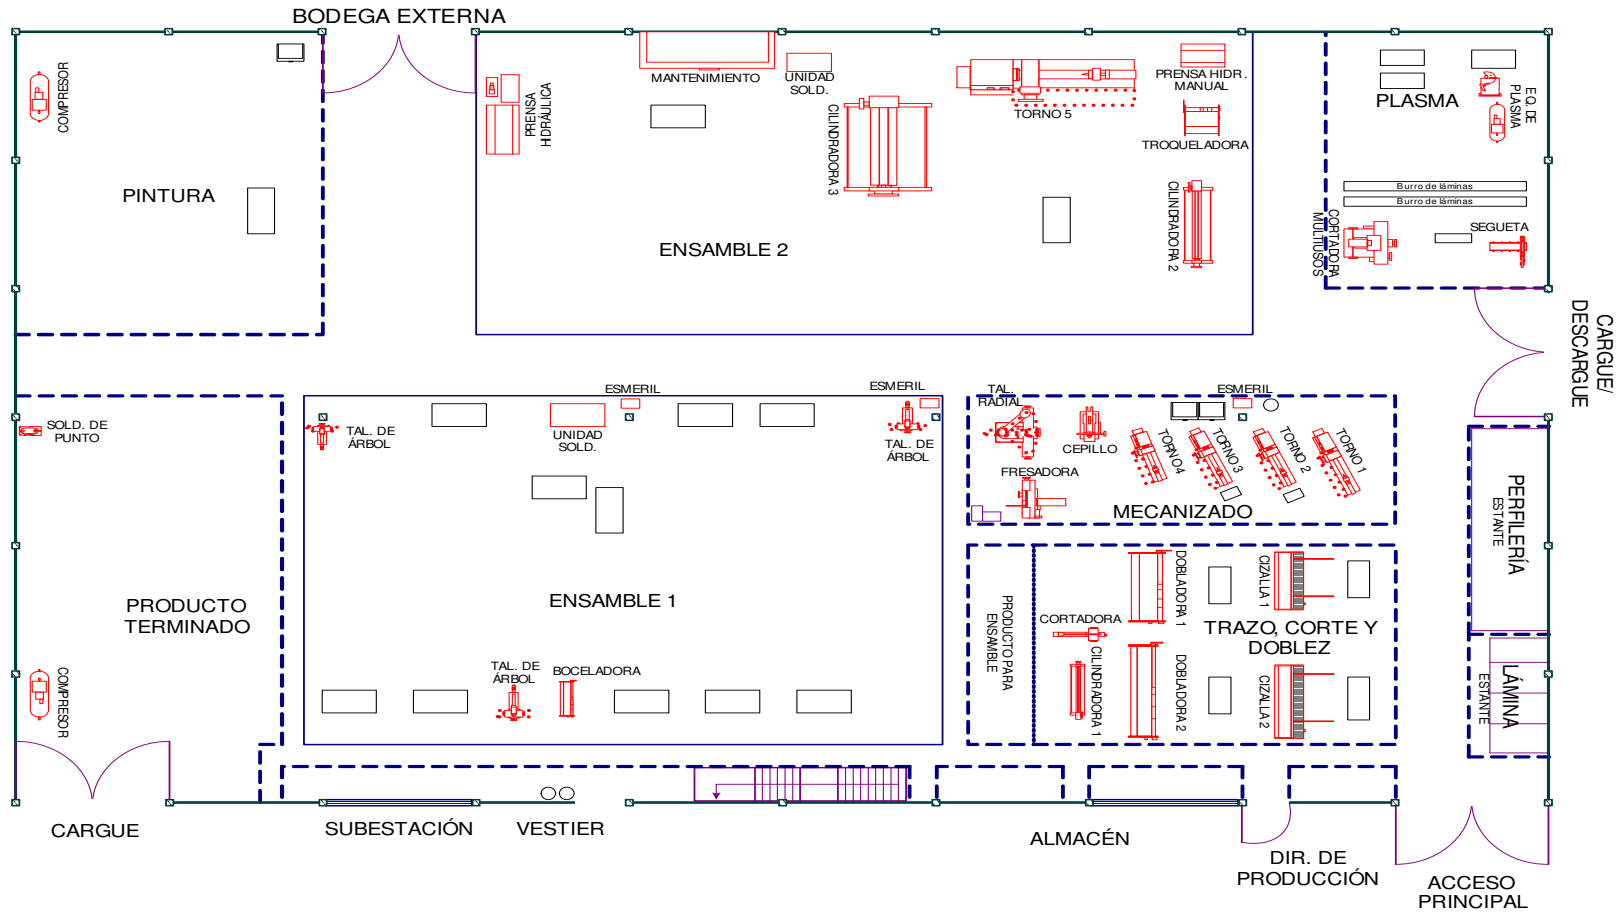 BODEGA EXTERNA
COMPRESOR
PINTURA
PRENSA
HIDRÁULICA
MANTENIMIENTO
UNIDAD
SOLD.
CILINDRADORA 3
TORNO 5
PRENSA HIDR.
MANUAL
TROQUELADORA
CILINDRADORA 2
ENSAMBLE 2
PLASMA
EQ. DE
PLASMA
Burro de láminas
Burro de láminas
CORTADORA
MULTIUSOS
SEGUETA
CARGUE/
DESCARGUE
SOLD. DE
PUNTO
TAL. DE
ÁRBOL
UNIDAD
SOLD.
ESMERIL
ESMERIL
TAL. DE
ÁRBOL
TAL.
RADIAL
CEPILLO
FRESADORA
ESMERIL
TORNO 4
TORNO 3
TORNO 2
TORNO 1
MECANIZADO
PERFILERÍA
ESTANTE
PRODUCTO
TERMINADO
ENSAMBLE 1
PRODUCTO PARA
ENSAMBLE
CORTADORA
CILINDRADORA 1
DOBLADORA 1
DOBLADORA 2
CIZALLA 1
CIZALLA 2
TRAZO, CORTE Y
DOBLEZ
LÁMINA
ESTANTE
COMPRESOR
TAL. DE
ÁRBOL
BOCELADORA
CARGUE
SUBESTACIÓN
VESTIER
ALMACÉN
DIR. DE
PRODUCCIÓN
ACCESO
PRINCIPAL